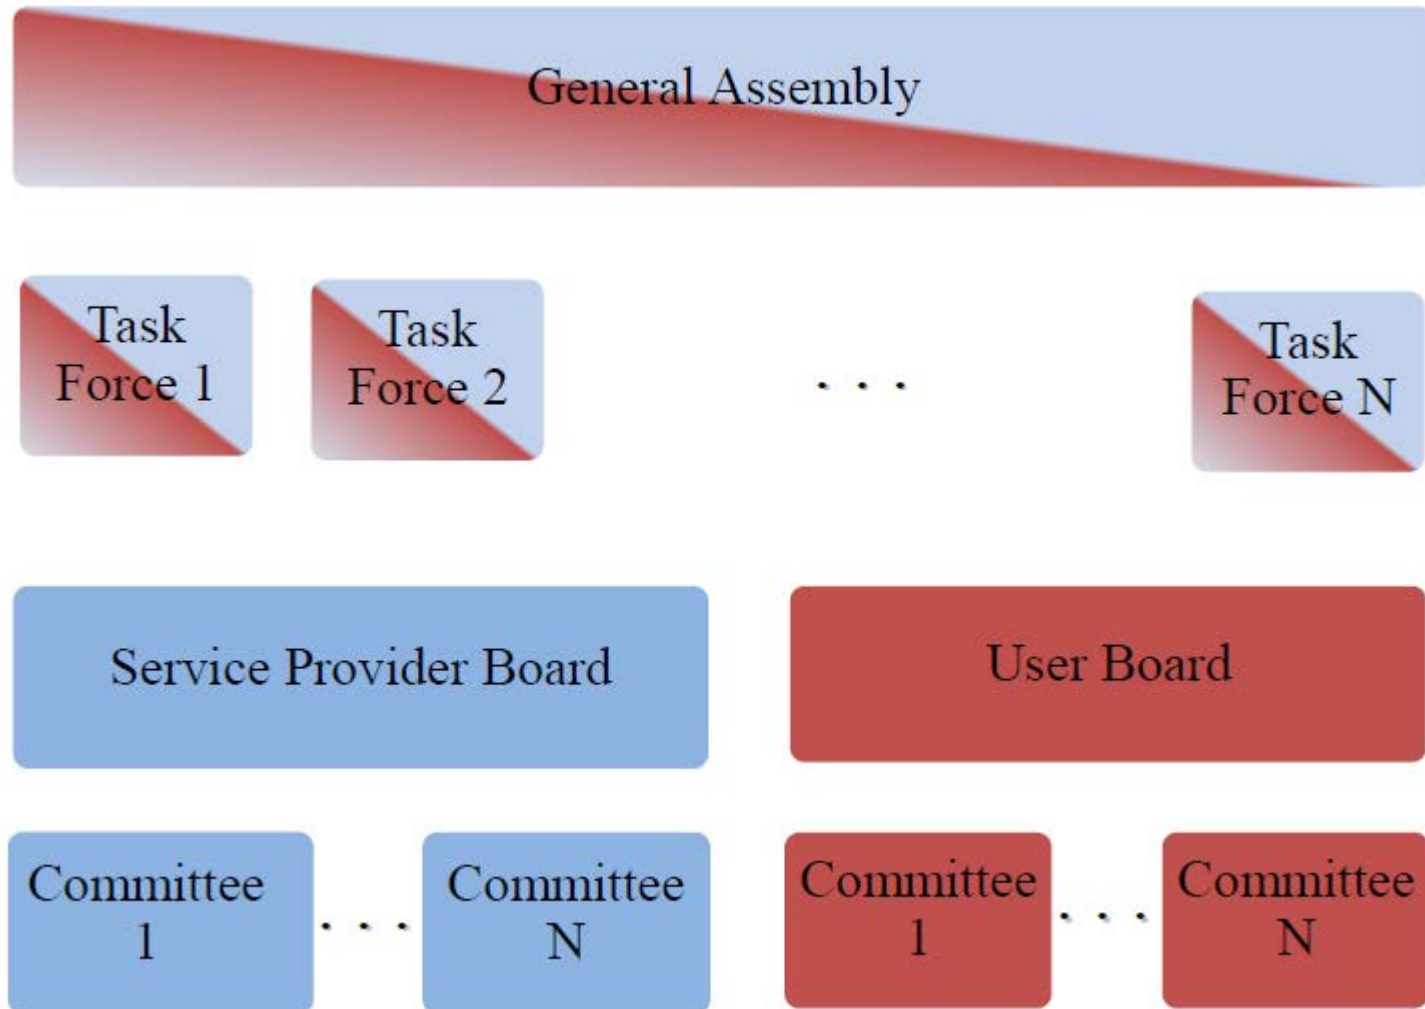 General Assembly
Task
Force 1
Task
Force 2
. . .
Task
Force N
Service Provider Board
User Board
Committee
1
. . .
Committee
N
Committee
1
. . .
Committee
N